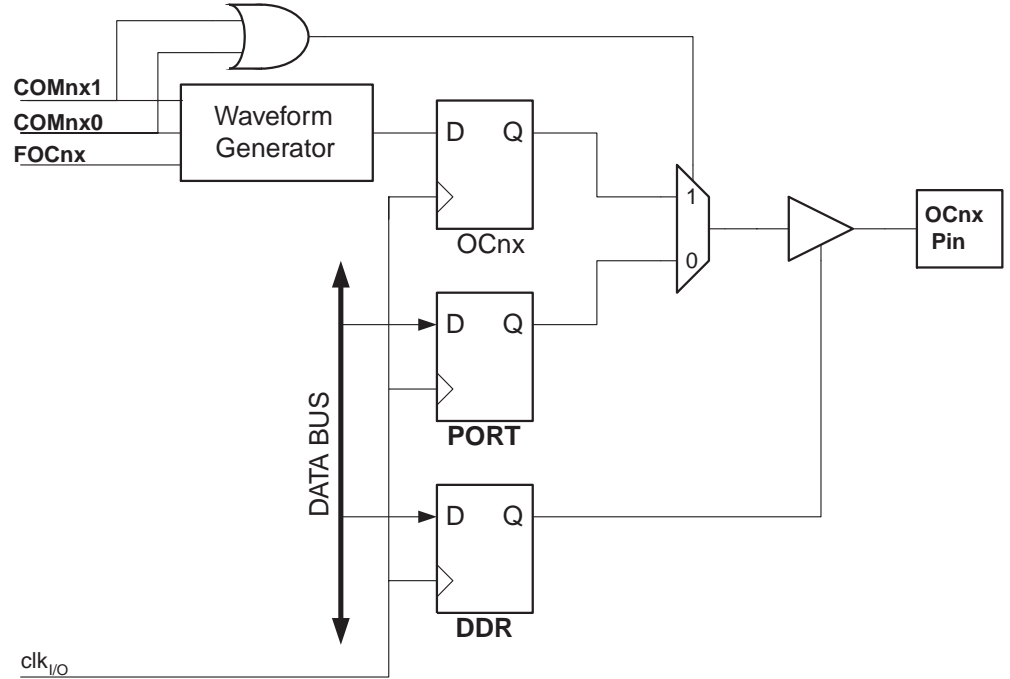 COMnx1
COMnx0
FOCnx
Waveform
Generator
D Q
OCnx
1
0
OCnx
Pin
D Q
PORT
DATA BUS
D Q
DDR
clkI/O